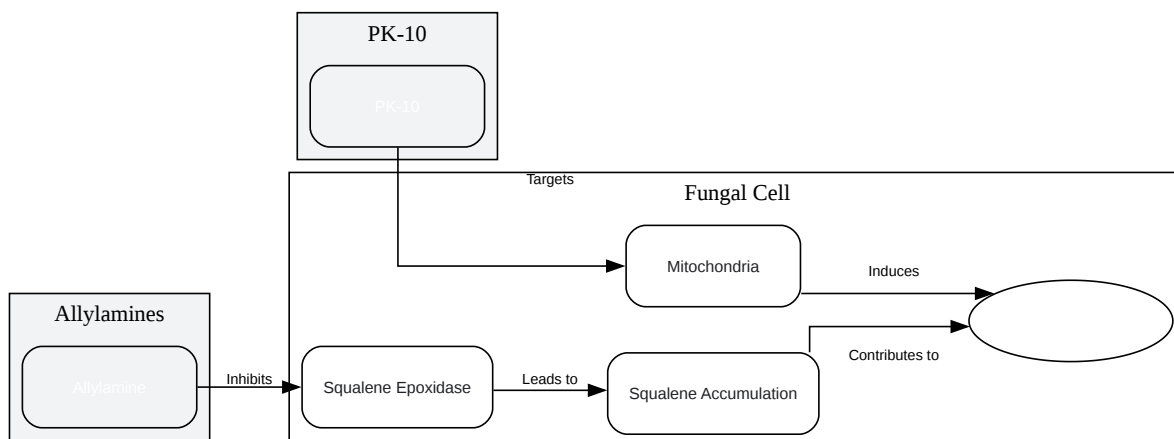 PK-10
PK-10
Targets
Fungal Cell
Mitochondria
Induces
Allylamines
Allylamine
Inhibits
Squalene Epoxidase
Leads to
Squalene Accumulation
Contributes to